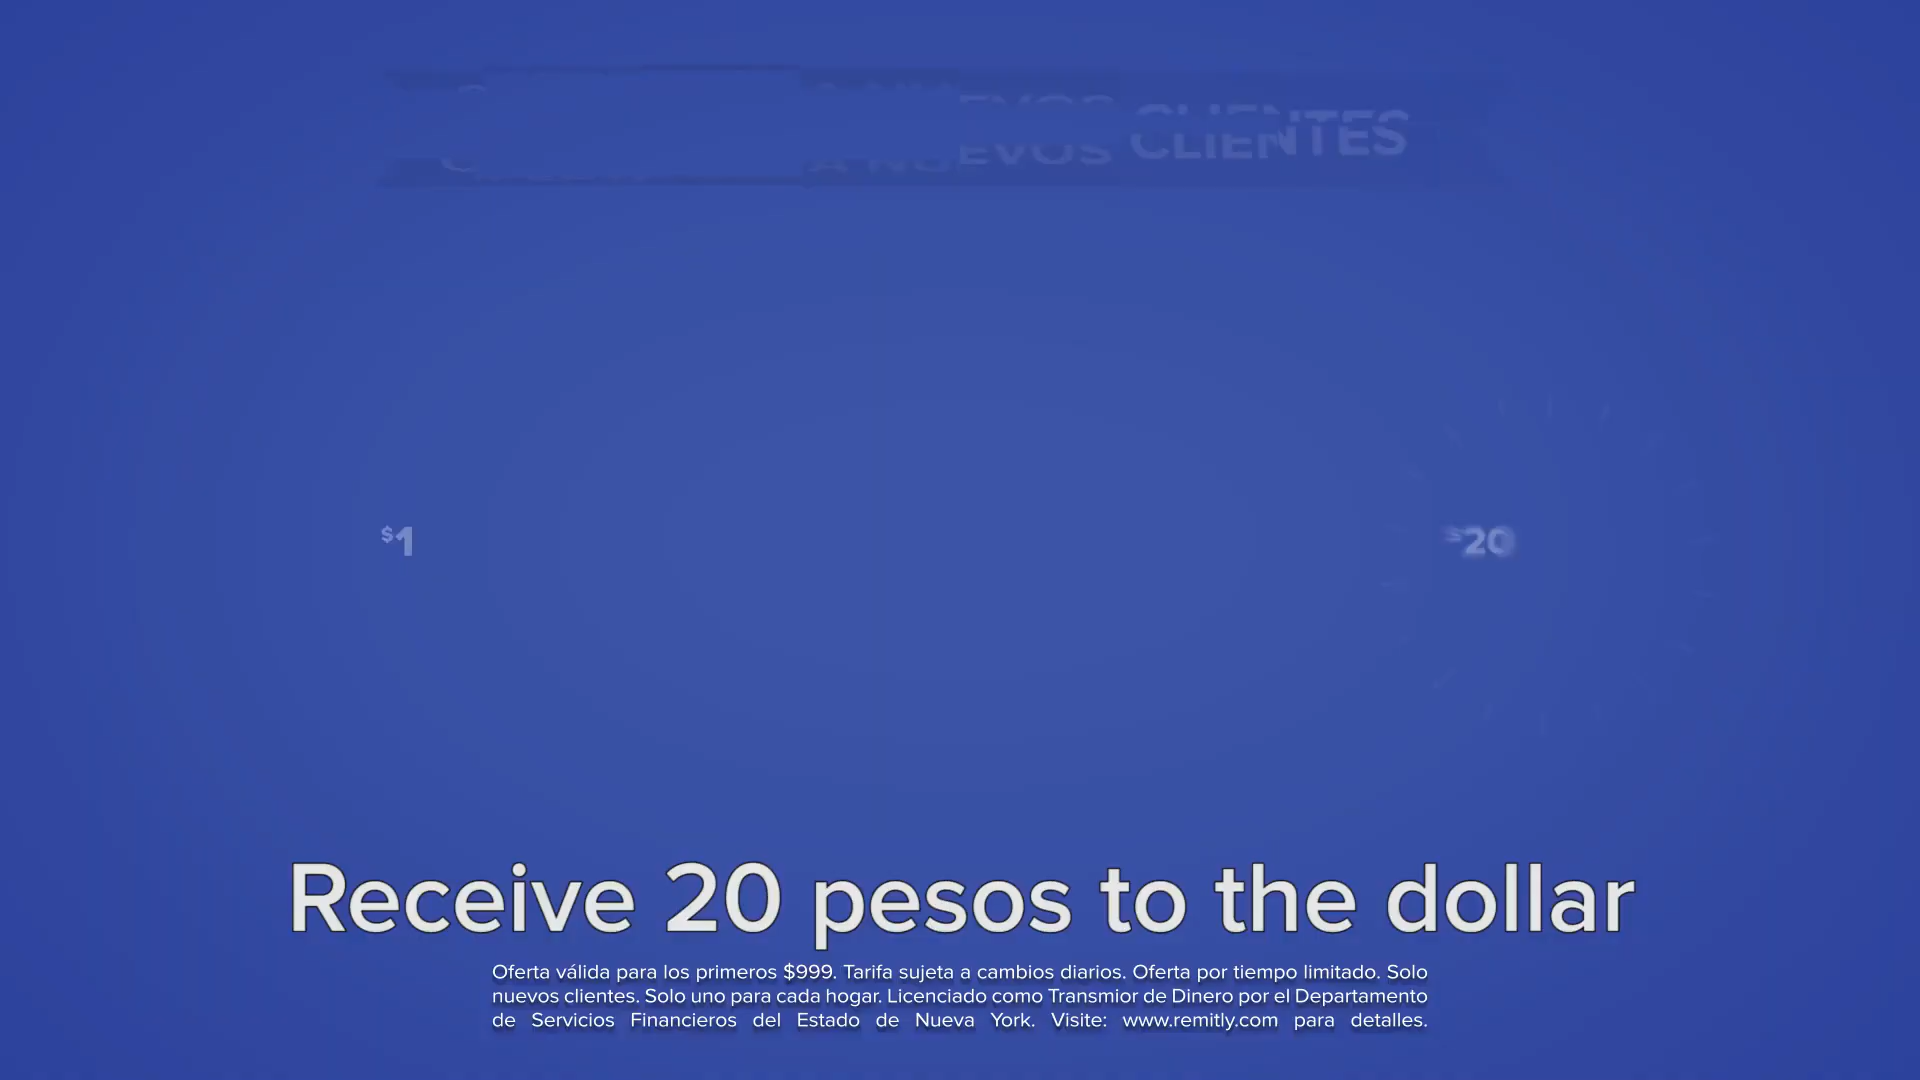 A NUEVOS CLIENTES
$1
$20
Receive 20 pesos to the dollar
Oferta válida para los primeros $999. Tarifa sujeta a cambios diarios. Oferta por tiempo limitado. Solo
nuevos clientes. Solo uno para cada hogar. Licenciado como Transmior de Dinero por el Departamento
de Servicios Financieros del Estado de Nueva York. Visite: www.remitly.com para detalles.